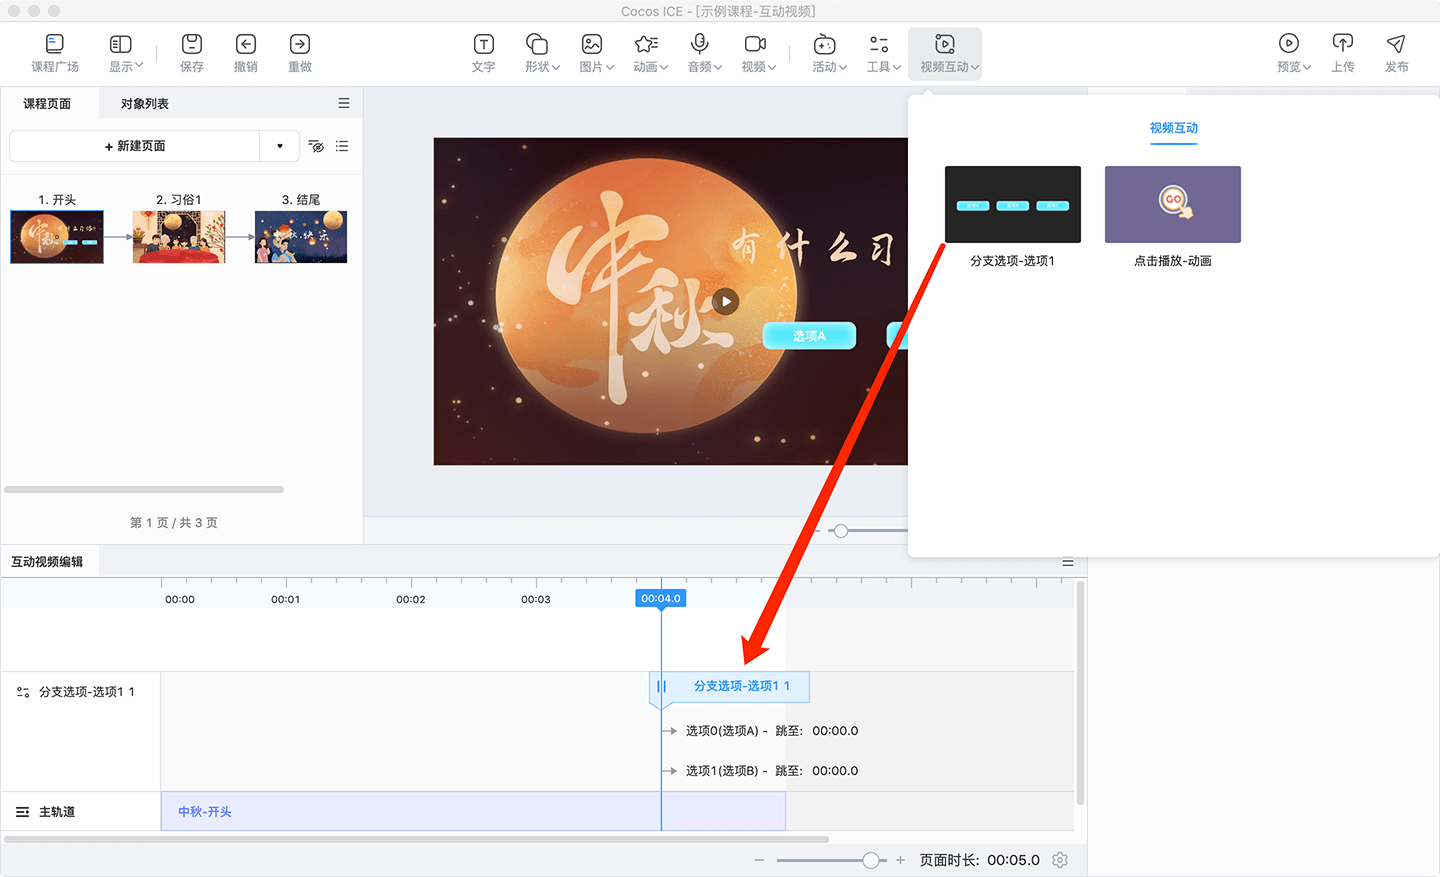 Cocos ICE - [示例课程-互动视频]
课程广场 显示 保存 撤销 重做 文字 形状 图片 动画 音频 视频 活动 工具 视频互动 预览 上传 发布
课程页面 对象列表
+ 新建页面
1. 开头 2. 习俗1 3. 结尾
第 1 页 / 共 3 页
中秋
有什么习
选项A
视频互动
GO
分支选项-选项1 点击播放-动画
互动视频编辑
00:00 00:01 00:02 00:03 00:04.0
分支选项-选项1 1
分支选项-选项1 1
选项0(选项A) - 跳至: 00:00.0
选项1(选项B) - 跳至: 00:00.0
主轨道
中秋-开头
页面时长: 00:05.0